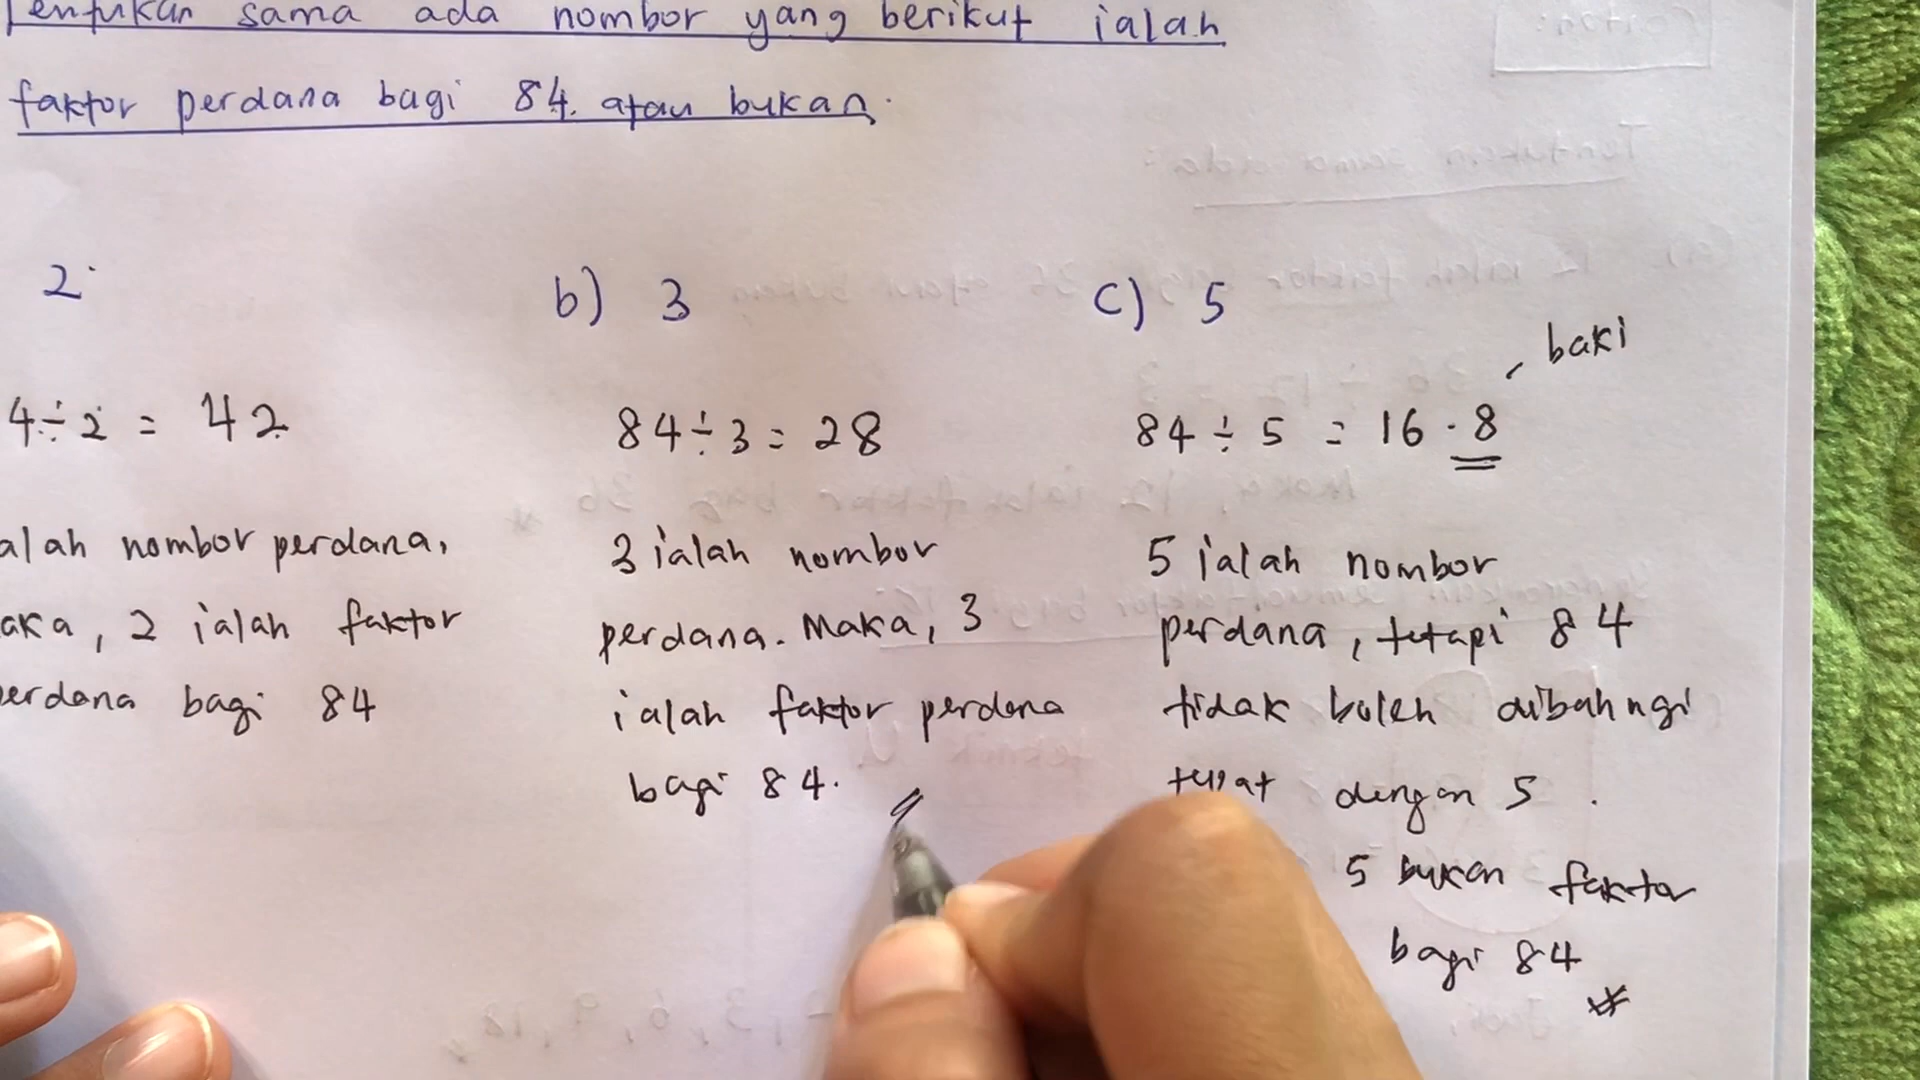 Tentukan sama ada nombor yang berikut ialah
faktor perdana bagi 84. atau bukan.
2
4 ÷ 2 = 42
alah nombor perdana,
aka, 2 ialah faktor
perdana bagi 84
b) 3
84 ÷ 3 = 28
3 ialah nombor
perdana. Maka, 3
ialah faktor perdana
bagi 84.
c) 5
baki
84 ÷ 5 = 16.8
5 ialah nombor
perdana, tetapi 84
tidak boleh dibahngi
tepat dengan 5.
5 bukan faktor
bagi 84